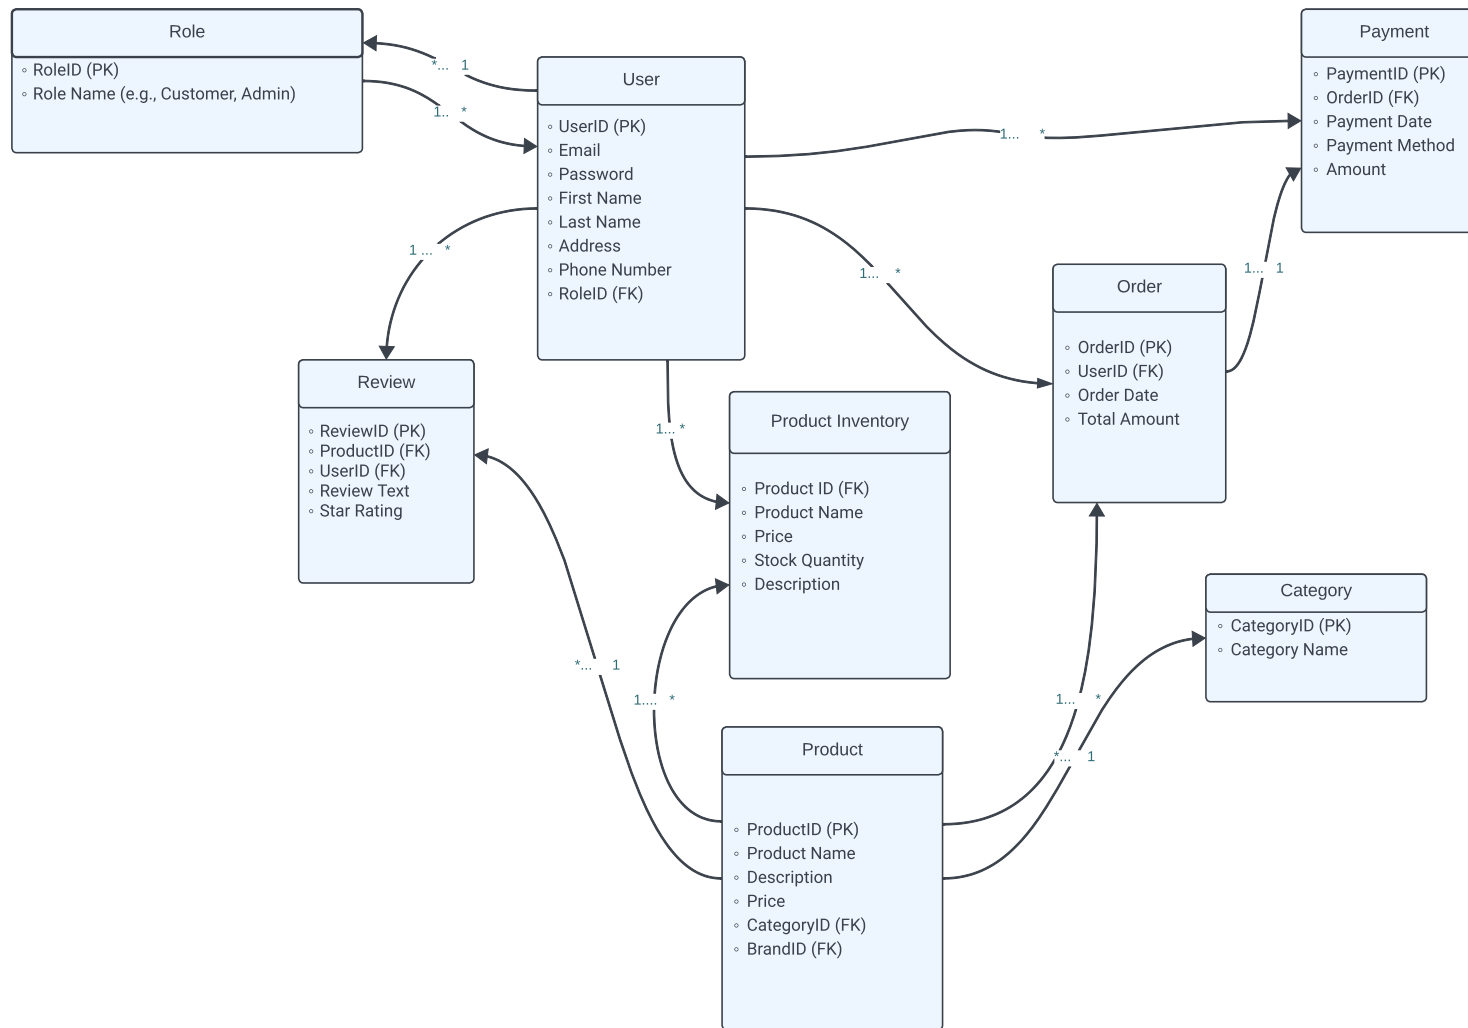 Role
◦ RoleID (PK)
◦ Role Name (e.g., Customer, Admin)
*... 1
1.. *
User
◦ UserID (PK)
◦ Email
◦ Password
◦ First Name
◦ Last Name
◦ Address
◦ Phone Number
◦ RoleID (FK)
1... *
Payment
◦ PaymentID (PK)
◦ OrderID (FK)
◦ Payment Date
◦ Payment Method
◦ Amount
1 ... *
1... *
1... 1
Order
◦ OrderID (PK)
◦ UserID (FK)
◦ Order Date
◦ Total Amount
Review
◦ ReviewID (PK)
◦ ProductID (FK)
◦ UserID (FK)
◦ Review Text
◦ Star Rating
1... *
Product Inventory
◦ Product ID (FK)
◦ Product Name
◦ Price
◦ Stock Quantity
◦ Description
Category
◦ CategoryID (PK)
◦ Category Name
*... 1
1.... *
1... *
*... 1
Product
◦ ProductID (PK)
◦ Product Name
◦ Description
◦ Price
◦ CategoryID (FK)
◦ BrandID (FK)